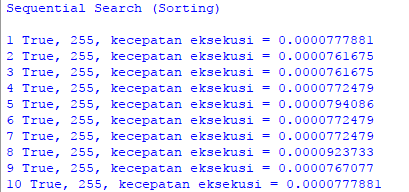 Sequential Search (Sorting)
1 True, 255, kecepatan eksekusi = 0.0000777881
2 True, 255, kecepatan eksekusi = 0.0000761675
3 True, 255, kecepatan eksekusi = 0.0000761675
4 True, 255, kecepatan eksekusi = 0.0000772479
5 True, 255, kecepatan eksekusi = 0.0000794086
6 True, 255, kecepatan eksekusi = 0.0000772479
7 True, 255, kecepatan eksekusi = 0.0000772479
8 True, 255, kecepatan eksekusi = 0.0000923733
9 True, 255, kecepatan eksekusi = 0.0000767077
10 True, 255, kecepatan eksekusi = 0.0000777881